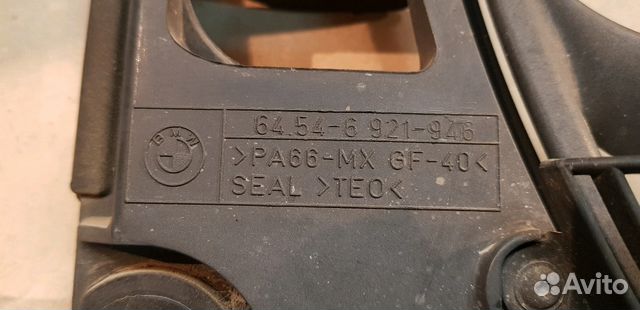 BMW
64.54-6 921-946
>PA66-MX GF-40<
SEAL >TEO<
Avito